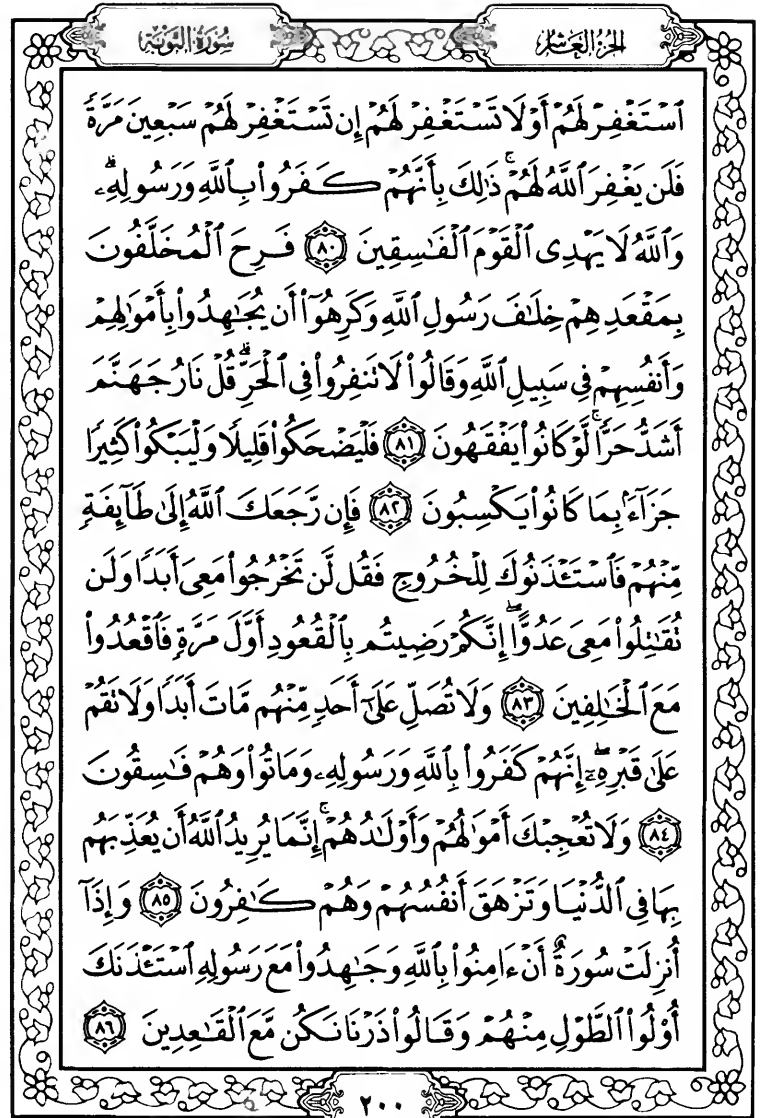 سُورَةُ التَّوْبَةِ
الجُزْءُ العَاشِرُ
ٱسْتَغْفِرْ لَهُمْ أَوْ لَا تَسْتَغْفِرْ لَهُمْ إِن تَسْتَغْفِرْ لَهُمْ سَبْعِينَ مَرَّةً
فَلَن يَغْفِرَ ٱللَّهُ لَهُمْ ۚ ذَٰلِكَ بِأَنَّهُمْ كَفَرُوا۟ بِٱللَّهِ وَرَسُولِهِۦ ۗ
وَٱللَّهُ لَا يَهْدِى ٱلْقَوْمَ ٱلْفَـٰسِقِينَ ٨٠ فَرِحَ ٱلْمُخَلَّفُونَ
بِمَقْعَدِهِمْ خِلَـٰفَ رَسُولِ ٱللَّهِ وَكَرِهُوٓا۟ أَن يُجَـٰهِدُوا۟ بِأَمْوَٰلِهِمْ
وَأَنفُسِهِمْ فِى سَبِيلِ ٱللَّهِ وَقَالُوا۟ لَا تَنفِرُوا۟ فِى ٱلْحَرِّ ۗ قُلْ نَارُ جَهَنَّمَ
أَشَدُّ حَرًّا ۚ لَّوْ كَانُوا۟ يَفْقَهُونَ ٨١ فَلْيَضْحَكُوا۟ قَلِيلًا وَلْيَبْكُوا۟ كَثِيرًا
جَزَآءًۢ بِمَا كَانُوا۟ يَكْسِبُونَ ٨٢ فَإِن رَّجَعَكَ ٱللَّهُ إِلَىٰ طَآئِفَةٍ
مِّنْهُمْ فَٱسْتَـْٔذَنُوكَ لِلْخُرُوجِ فَقُل لَّن تَخْرُجُوا۟ مَعِىَ أَبَدًا وَلَن
تُقَـٰتِلُوا۟ مَعِىَ عَدُوًّا ۖ إِنَّكُمْ رَضِيتُم بِٱلْقُعُودِ أَوَّلَ مَرَّةٍ فَٱقْعُدُوا۟
مَعَ ٱلْخَـٰلِفِينَ ٨٣ وَلَا تُصَلِّ عَلَىٰٓ أَحَدٍ مِّنْهُم مَّاتَ أَبَدًا وَلَا تَقُمْ
عَلَىٰ قَبْرِهِۦٓ ۖ إِنَّهُمْ كَفَرُوا۟ بِٱللَّهِ وَرَسُولِهِۦ وَمَاتُوا۟ وَهُمْ فَـٰسِقُونَ
٨٤ وَلَا تُعْجِبْكَ أَمْوَٰلُهُمْ وَأَوْلَـٰدُهُمْ ۚ إِنَّمَا يُرِيدُ ٱللَّهُ أَن يُعَذِّبَهُم
بِهَا فِى ٱلدُّنْيَا وَتَزْهَقَ أَنفُسُهُمْ وَهُمْ كَـٰفِرُونَ ٨٥ وَإِذَآ
أُنزِلَتْ سُورَةٌ أَنْ ءَامِنُوا۟ بِٱللَّهِ وَجَـٰهِدُوا۟ مَعَ رَسُولِهِ ٱسْتَـْٔذَنَكَ
أُو۟لُوا۟ ٱلطَّوْلِ مِنْهُمْ وَقَالُوا۟ ذَرْنَا نَكُن مَّعَ ٱلْقَـٰعِدِينَ ٨٦
٢٠٠